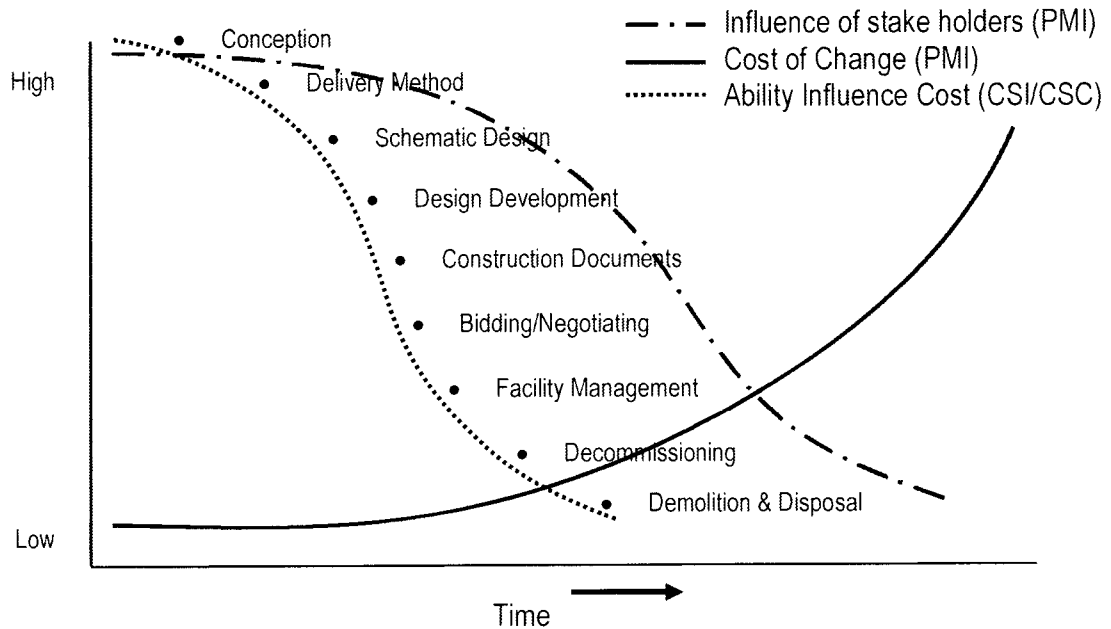 Influence of stake holders (PMI)
Cost of Change (PMI)
Ability Influence Cost (CSI/CSC)
High
Conception
Delivery Method
Schematic Design
Design Development
Construction Documents
Bidding/Negotiating
Facility Management
Decommissioning
Demolition & Disposal
Low
Time